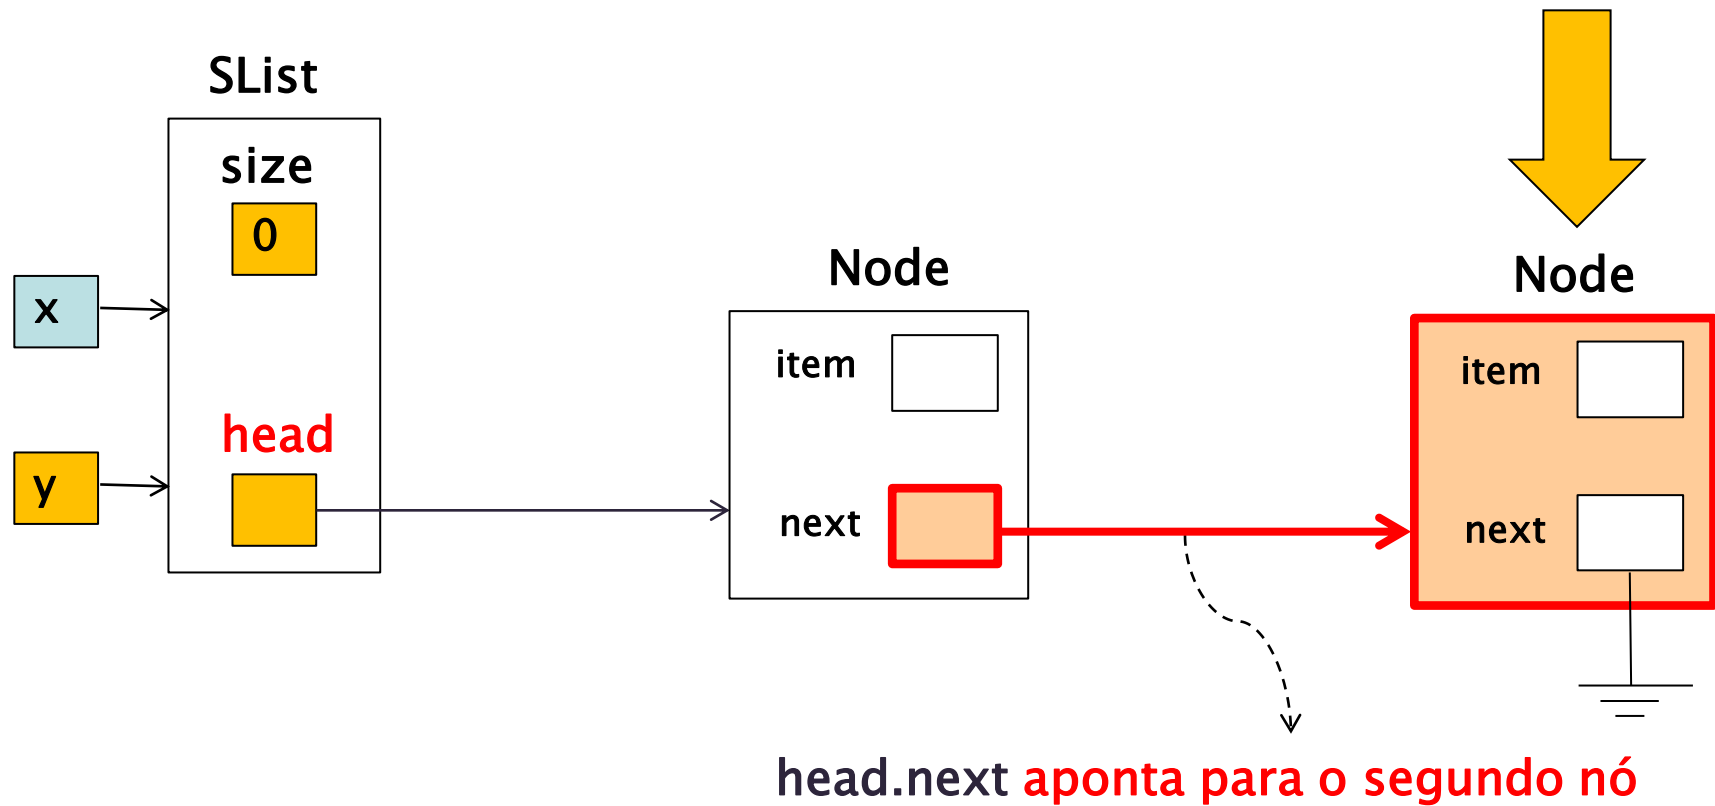 SList
size
0
x
head
y
Node
item
next
Node
item
next
head.next aponta para o segundo nó